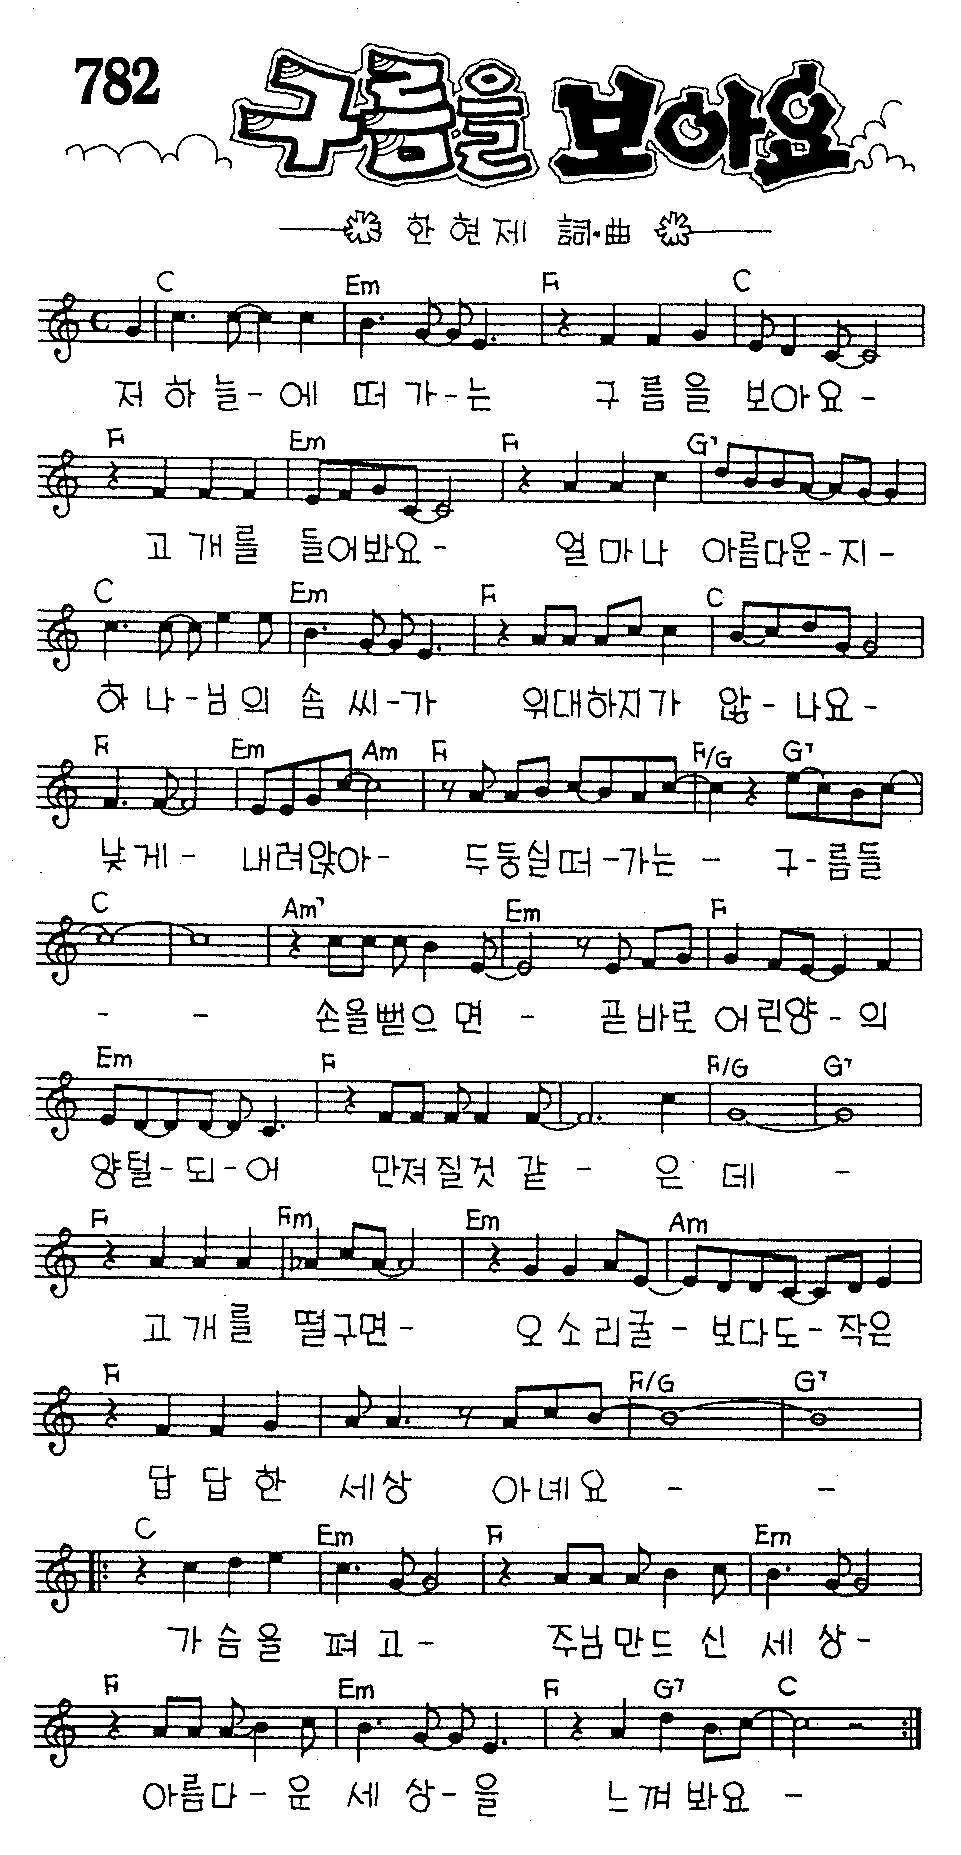 782
구름을 보아요
한현제 詞·曲
C Em F C
저 하 늘- 에 떠 가-는 구 름 을 보아요-
F Em F G7
고 개 를 들어봐요- 얼 마 나 아름다운-지-
C Em F C
하 나-님 의 솜 씨-가 위대하지가 않-나요-
F Em Am F F/G G7
낮게- 내려앉아- 두둥실떠-가는- 구-름들
C Am7 Em F
- - 손을뻗으면- 곧바로 어린양-의
Em F F/G G7
양털-되-어 만져질것 같-은 데-
F Fm Em Am
고 개 를 떨구면- 오 소 리 굴-보다도-작은
F F/G G7
답 답 한 세상 아녜요- -
C Em F Em
가 슴 을 펴 고- 주님만드 신 세 상-
F Em F G7 C
아름다-운 세 상-을 느껴 봐요-